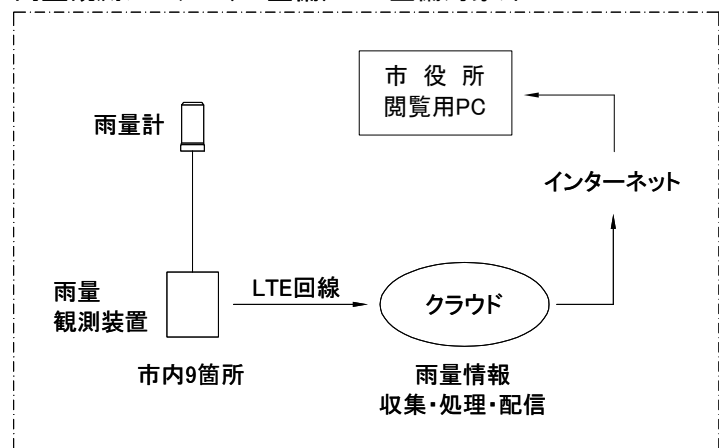 市 役 所
閲覧用PC
雨量計
インターネット
雨量
観測装置
LTE回線
クラウド
市内9箇所
雨量情報
収集・処理・配信